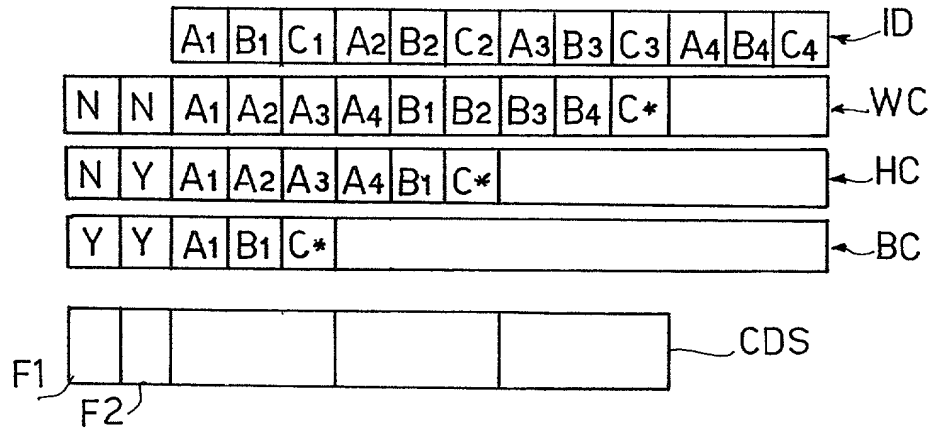 A1 B1 C1 A2 B2 C2 A3 B3 C3 A4 B4 C4 ID
N N A1 A2 A3 A4 B1 B2 B3 B4 C* WC
N Y A1 A2 A3 A4 B1 C* HC
Y Y A1 B1 C* BC
CDS
F1
F2